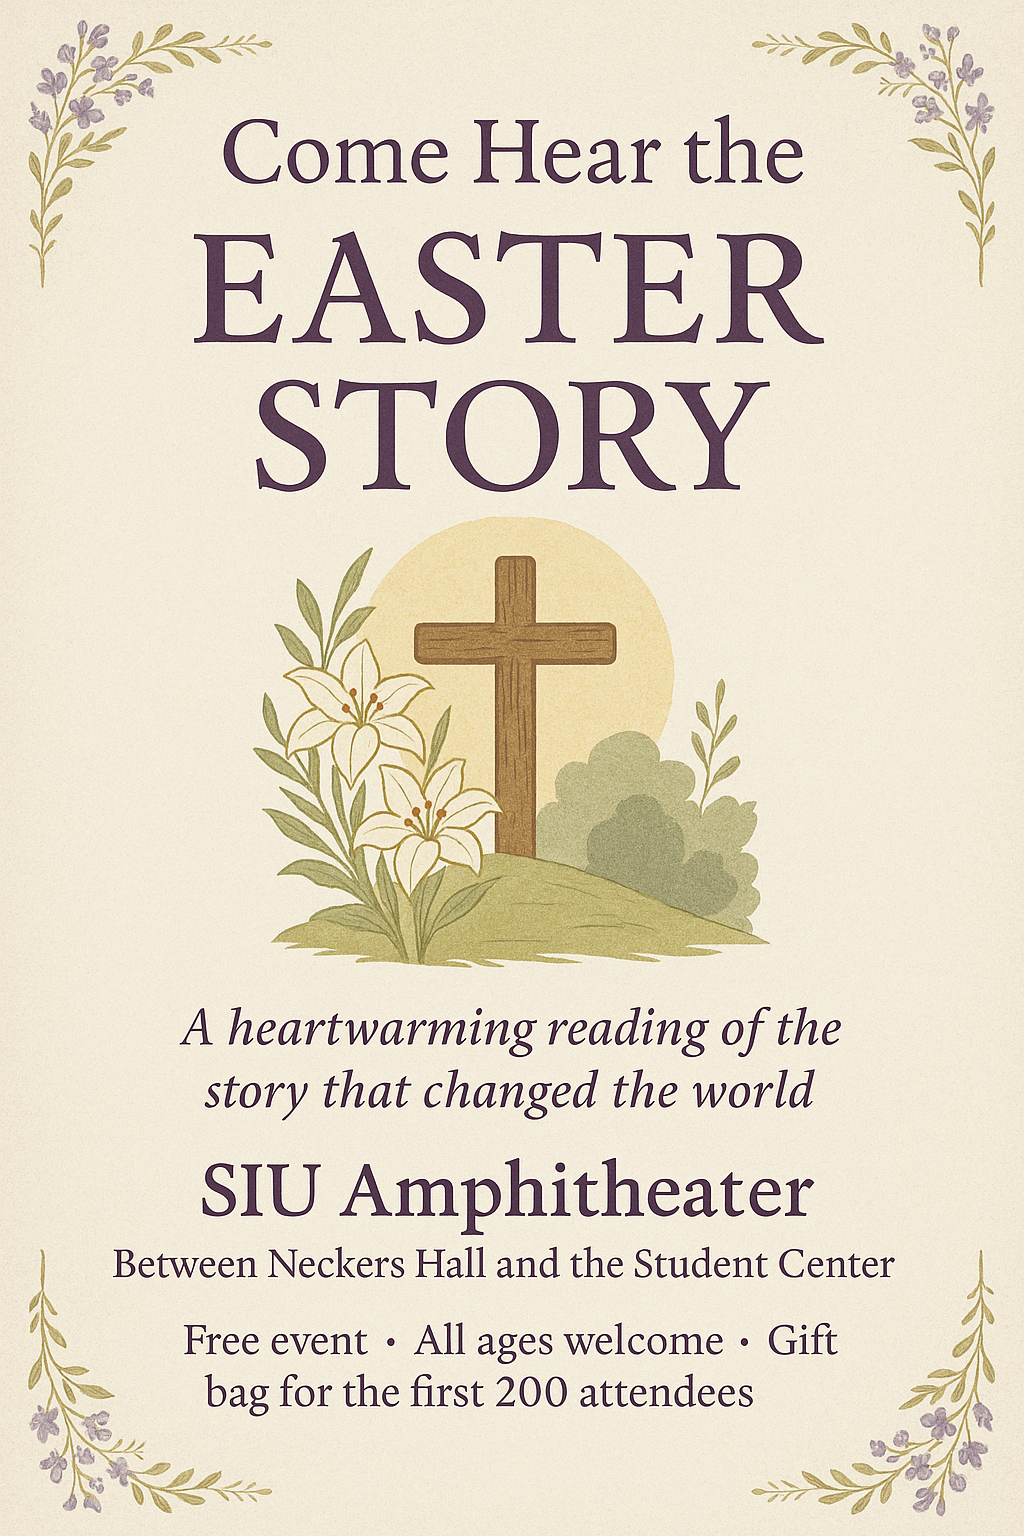 Come Hear the
EASTER
STORY
A heartwarming reading of the
story that changed the world
SIU Amphitheater
Between Neckers Hall and the Student Center
Free event • All ages welcome • Gift
bag for the first 200 attendees